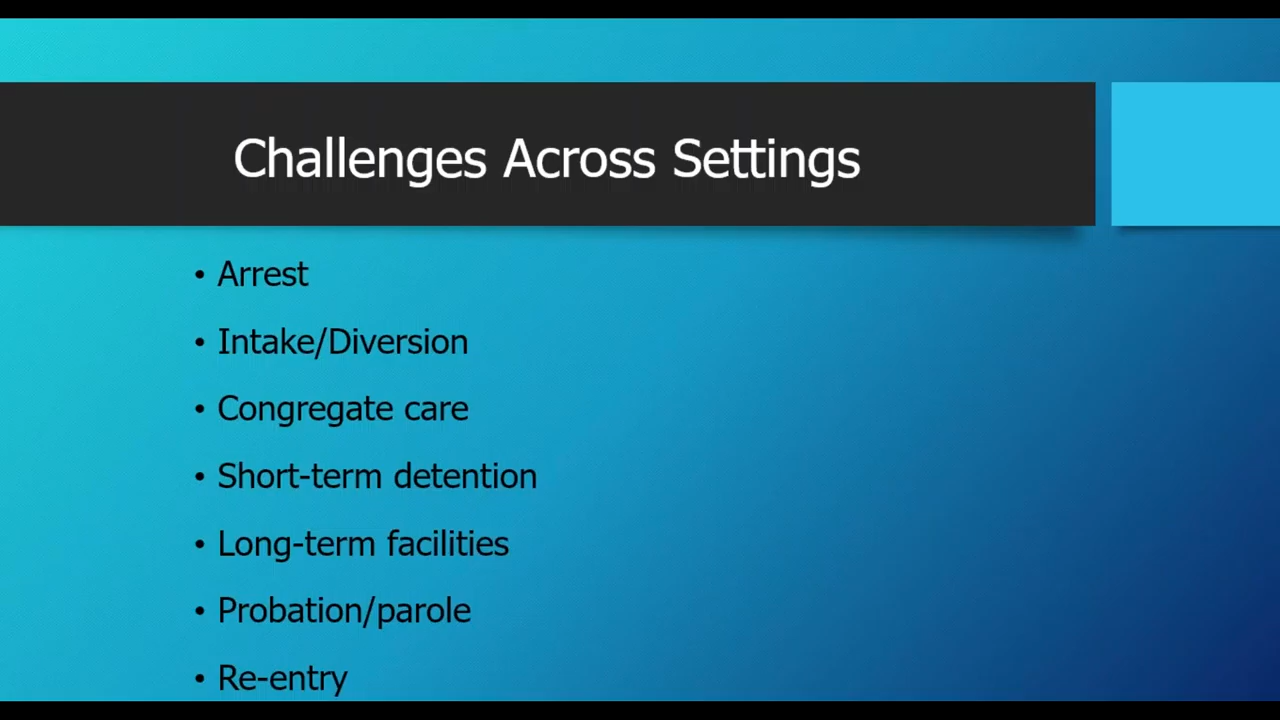 Challenges Across Settings
• Arrest
• Intake/Diversion
• Congregate care
• Short-term detention
• Long-term facilities
• Probation/parole
• Re-entry